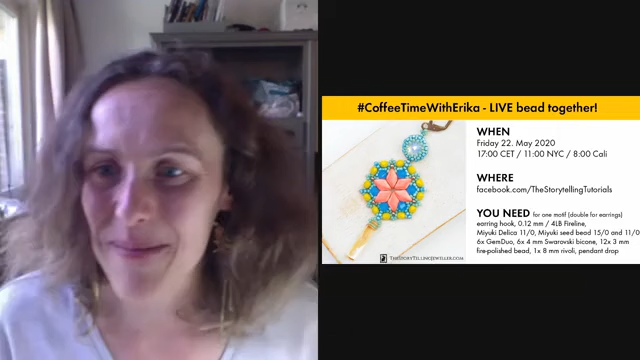 #CoffeeTimeWithErika - LIVE bead together!
WHEN
Friday 22. May 2020
17:00 CET / 11:00 NYC / 8:00 Cali
WHERE
facebook.com/TheStorytellingTutorials
YOU NEED for one motif (double for earrings)
earring hook, 0.12 mm / 4LB Fireline,
Miyuki Delica 11/0, Miyuki seed bead 15/0 and 11/0
6x GemDuo, 6x 4 mm Swarovski bicone, 12x 3 mm
fire-polished bead, 1x 8 mm rivoli, pendant drop
TheStoryTellingJeweller.com